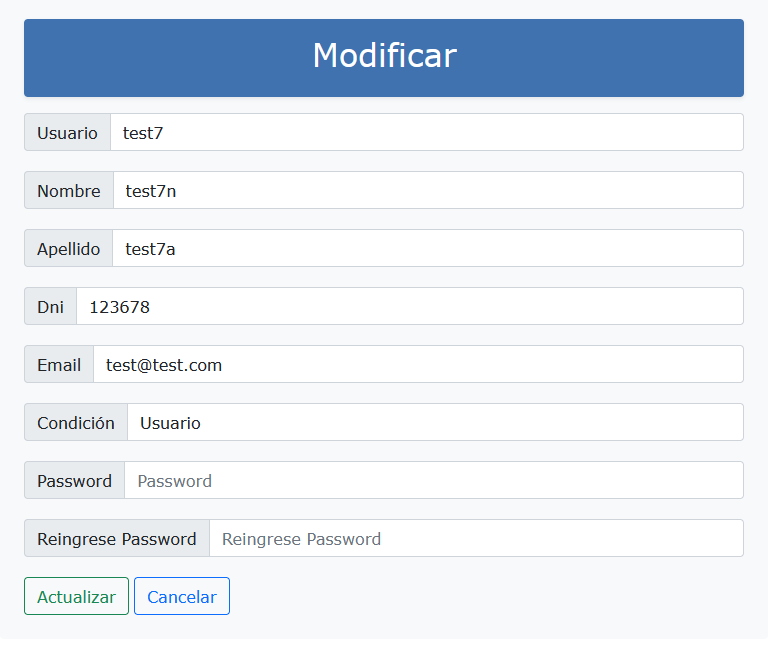 Modificar
Usuario test7
Nombre test7n
Apellido test7a
Dni 123678
Email test@test.com
Condición Usuario
Password Password
Reingrese Password Reingrese Password
Actualizar Cancelar